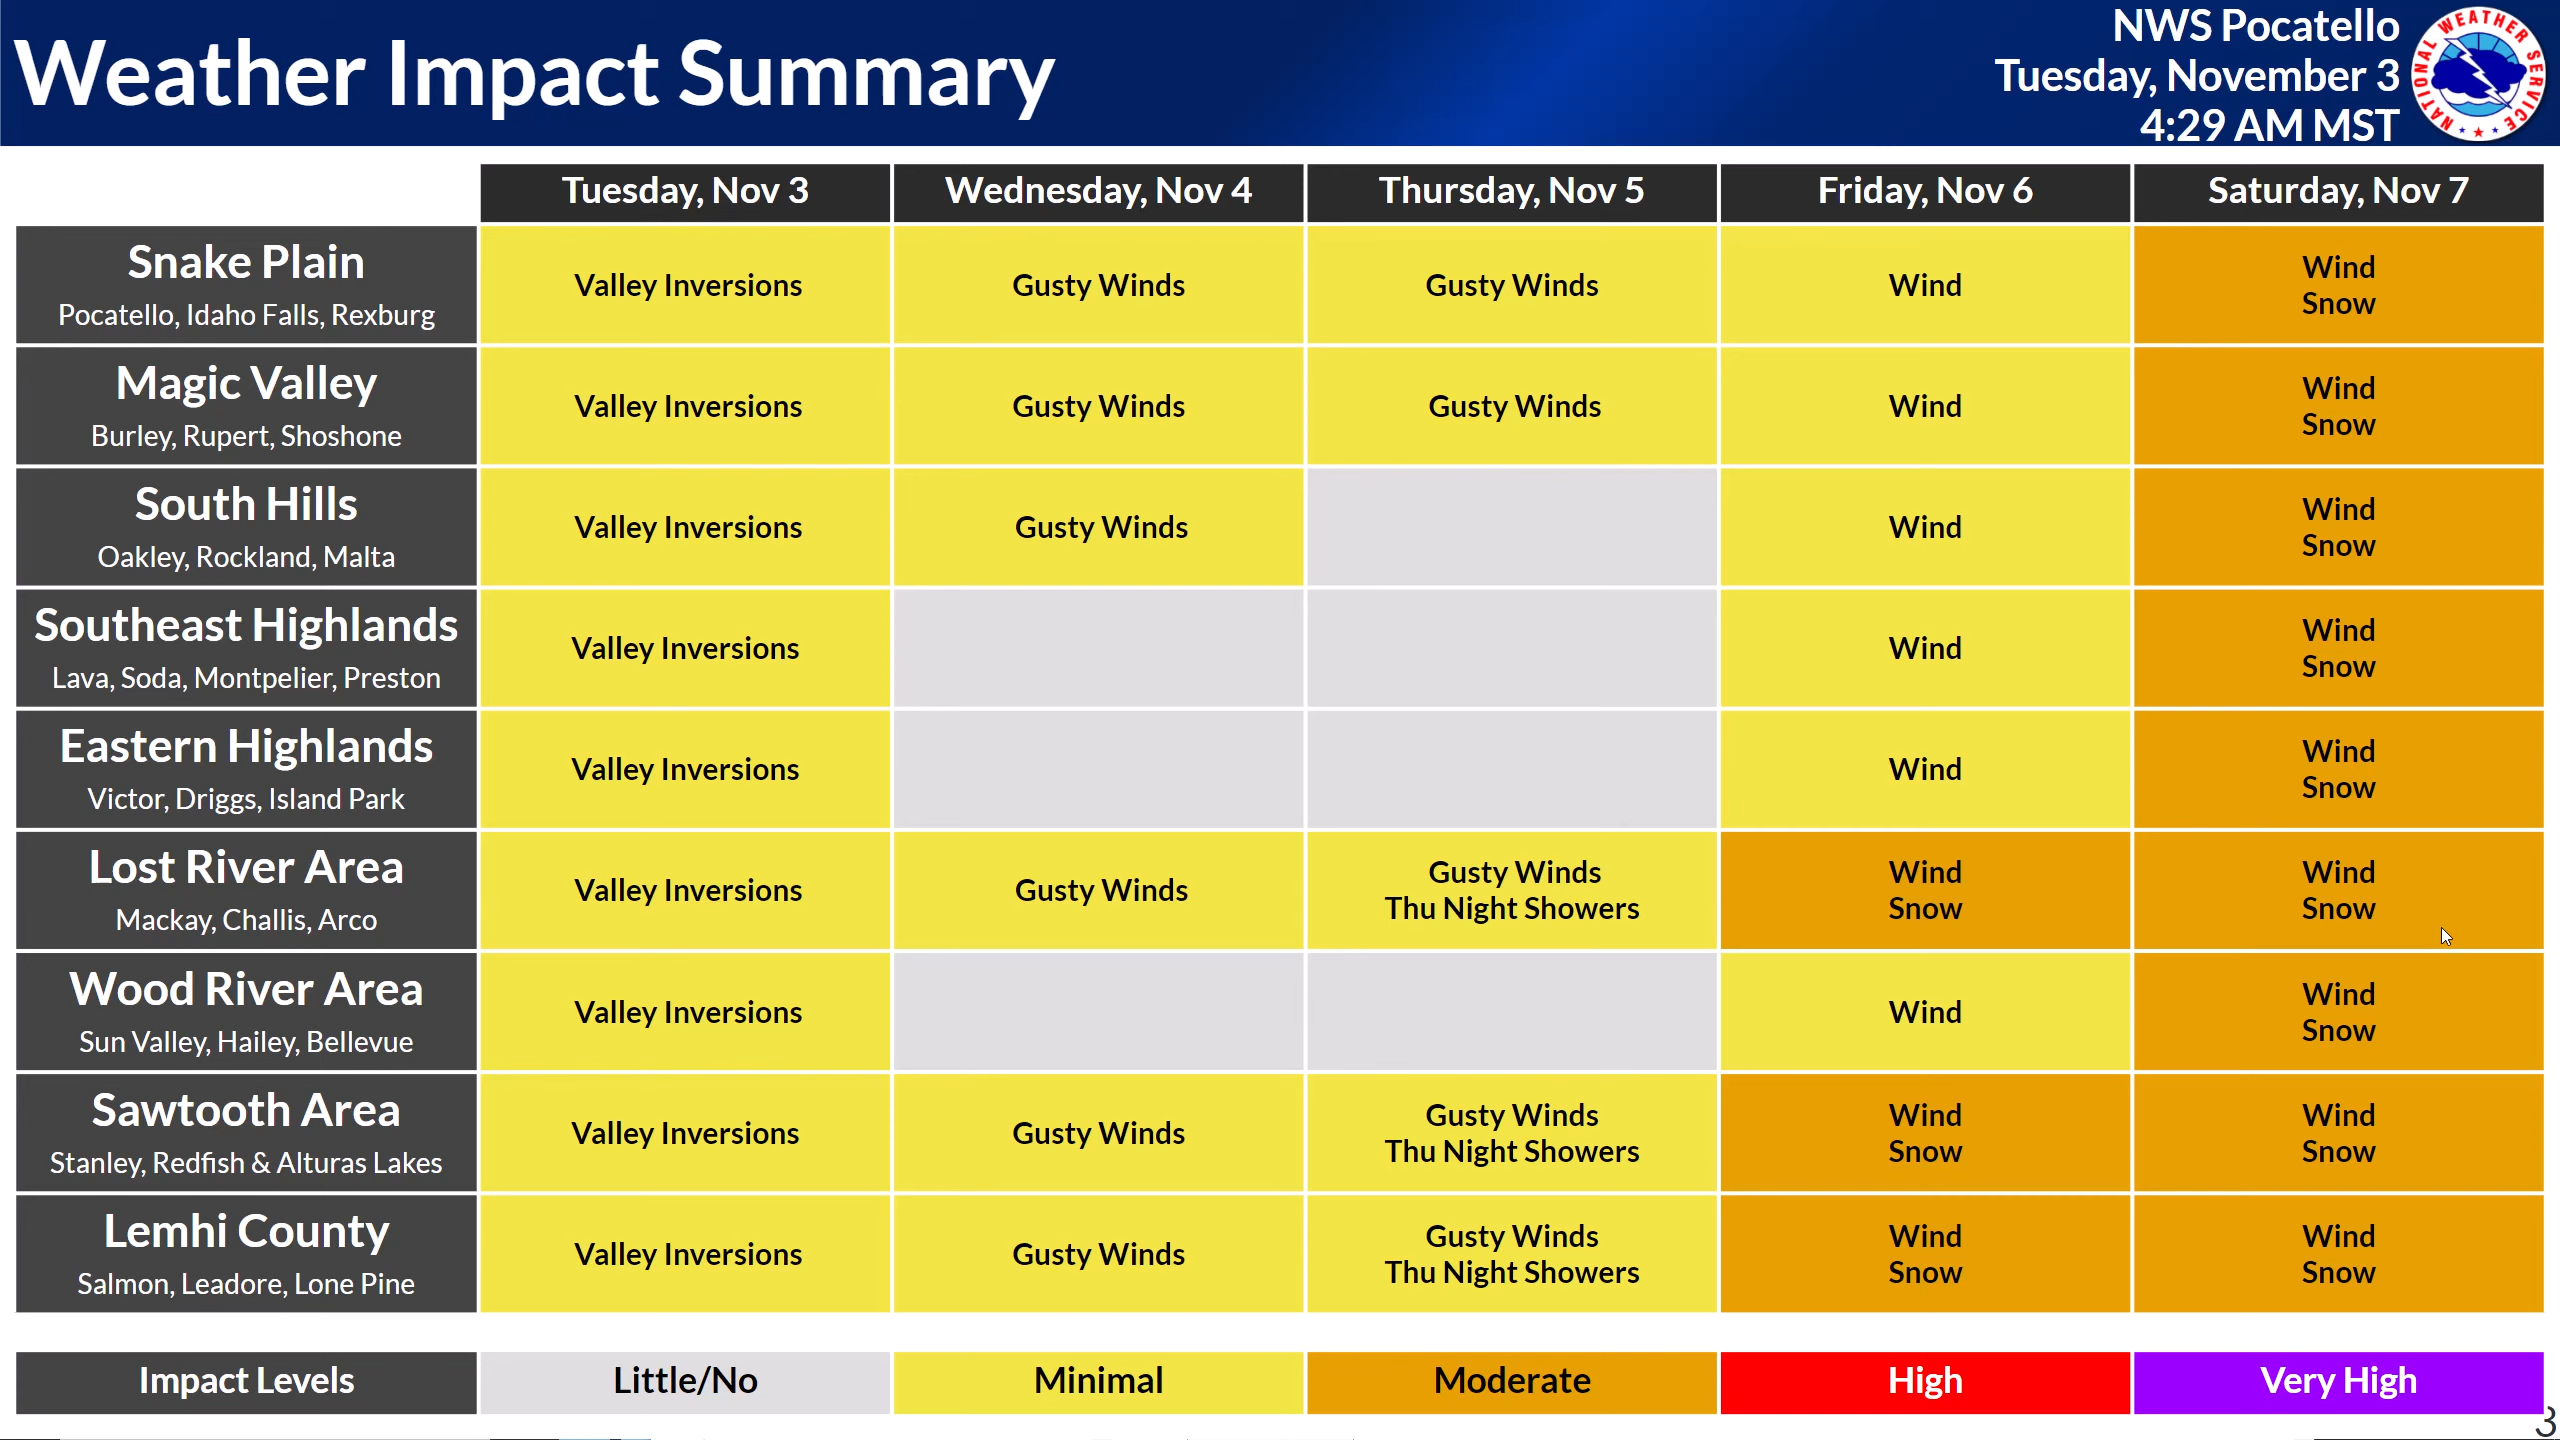 Weather Impact Summary
NWS Pocatello
Tuesday, November 3
4:29 AM MST
NATIONAL WEATHER SERVICE
Tuesday, Nov 3
Wednesday, Nov 4
Thursday, Nov 5
Friday, Nov 6
Saturday, Nov 7
Snake Plain
Pocatello, Idaho Falls, Rexburg
Valley Inversions
Gusty Winds
Gusty Winds
Wind
Wind
Snow
Magic Valley
Burley, Rupert, Shoshone
Valley Inversions
Gusty Winds
Gusty Winds
Wind
Wind
Snow
South Hills
Oakley, Rockland, Malta
Valley Inversions
Gusty Winds
Wind
Wind
Snow
Southeast Highlands
Lava, Soda, Montpelier, Preston
Valley Inversions
Wind
Wind
Snow
Eastern Highlands
Victor, Driggs, Island Park
Valley Inversions
Wind
Wind
Snow
Lost River Area
Mackay, Challis, Arco
Valley Inversions
Gusty Winds
Gusty Winds
Thu Night Showers
Wind
Snow
Wind
Snow
Wood River Area
Sun Valley, Hailey, Bellevue
Valley Inversions
Wind
Wind
Snow
Sawtooth Area
Stanley, Redfish & Alturas Lakes
Valley Inversions
Gusty Winds
Gusty Winds
Thu Night Showers
Wind
Snow
Wind
Snow
Lemhi County
Salmon, Leadore, Lone Pine
Valley Inversions
Gusty Winds
Gusty Winds
Thu Night Showers
Wind
Snow
Wind
Snow
Impact Levels
Little/No
Minimal
Moderate
High
Very High
3